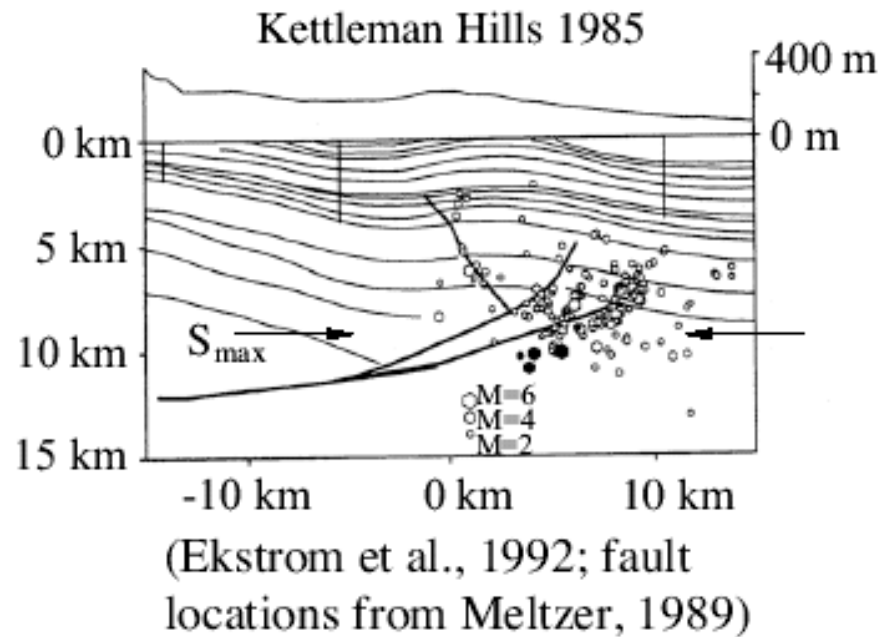 Kettleman Hills 1985
400 m
0 km
0 m
5 km
S_max
10 km
M=6
M=4
M=2
15 km
-10 km
0 km
10 km
(Ekstrom et al., 1992; fault
locations from Meltzer, 1989)